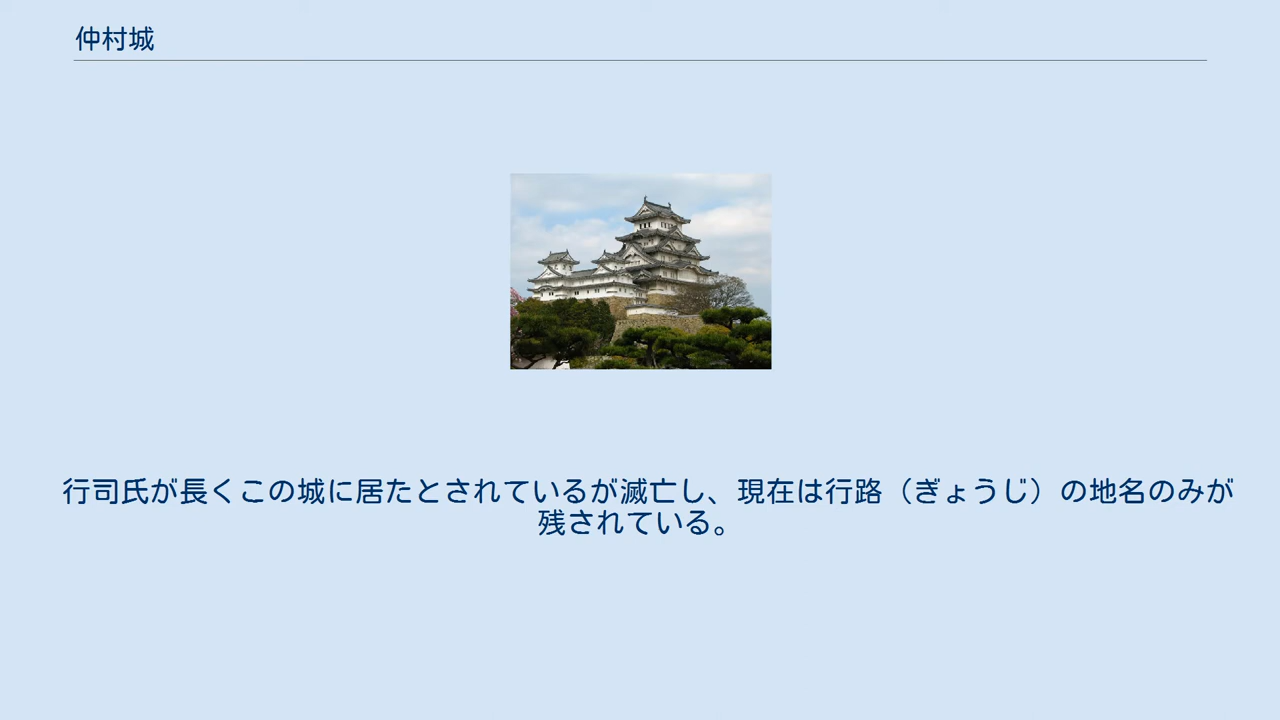 仲村城
行司氏が長くこの城に居たとされているが滅亡し、現在は行路（ぎょうじ）の地名のみが
残されている。